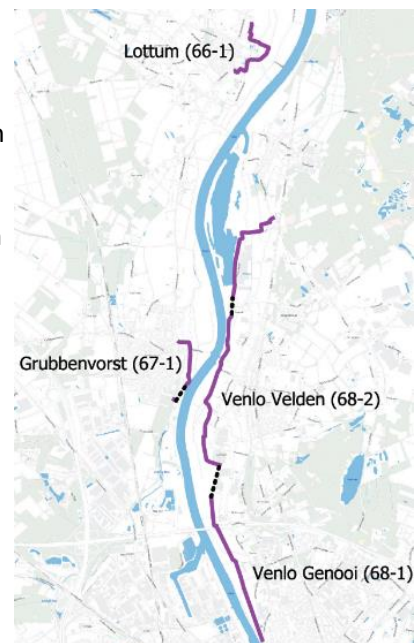 Lottum (66-1)
Grubbenvorst (67-1)
Venlo Velden (68-2)
Venlo Genooi (68-1)